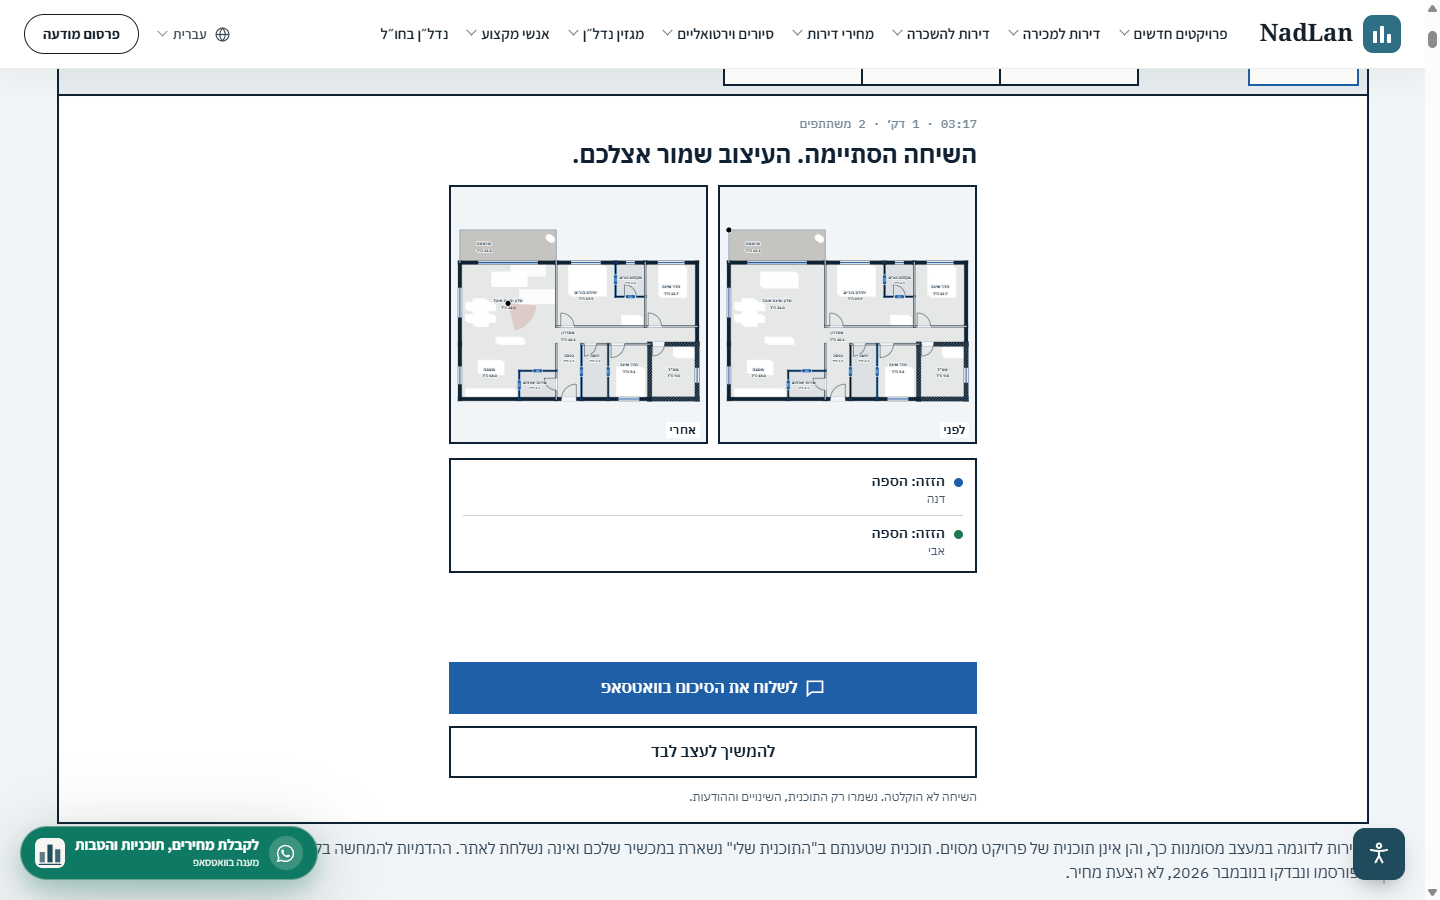 NadLan
פרויקטים חדשים
דירות למכירה
דירות להשכרה
מחירי דירות
סיורים וירטואליים
מגזין נדל״ן
אנשי מקצוע
נדל״ן בחו״ל
עברית
פרסום מודעה
03:17 · 1 דק׳ · 2 משתתפים
השיחה הסתיימה. העיצוב שמור אצלכם.
לפני
אחרי
הזזה: הספה
דנה
הזזה: הספה
אבי
לשלוח את הסיכום בוואטסאפ
להמשיך לעצב לבד
השיחה לא הוקלטה. נשמרו רק התוכנית, השינויים וההודעות.
לדוגמה במעצב מסומנות כך, והן אינן תוכנית של פרויקט מסוים. תוכנית שטענתם ב"התוכנית שלי" נשארת במכשיר שלכם ואינה נשלחת לאתר. ההדמיות להמחשה
ונבדקו בנובמבר 2026, לא הצעת מחיר.
לקבלת מחירים, תוכניות והטבות
מענה בוואטסאפ